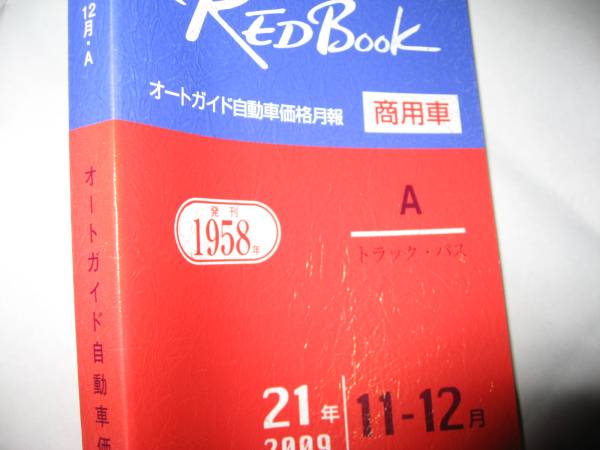 12月・A
オートガイド自動車価
REDBOOK
オートガイド自動車価格月報
商用車
発刊
1958年
A
トラック・バス
21年
2009
11-12月